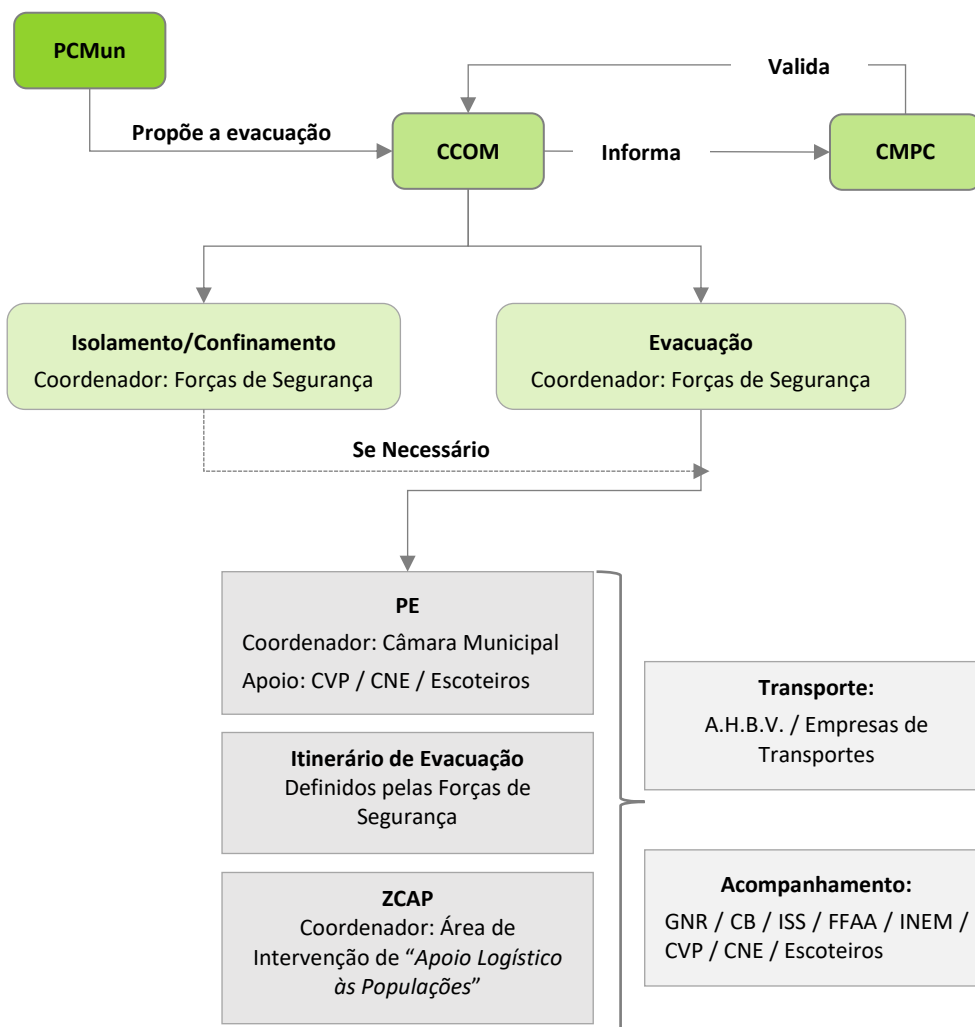 PCMun
Valida
Propõe a evacuação
CCOM
Informa
CMPC
Isolamento/Confinamento
Coordenador: Forças de Segurança
Evacuação
Coordenador: Forças de Segurança
Se Necessário
PE
Coordenador: Câmara Municipal
Apoio: CVP / CNE / Escoteiros
Itinerário de Evacuação
Definidos pelas Forças de
Segurança
ZCAP
Coordenador: Área de
Intervenção de “Apoio Logístico
às Populações”
Transporte:
A.H.B.V. / Empresas de
Transportes
Acompanhamento:
GNR / CB / ISS / FFAA / INEM /
CVP / CNE / Escoteiros